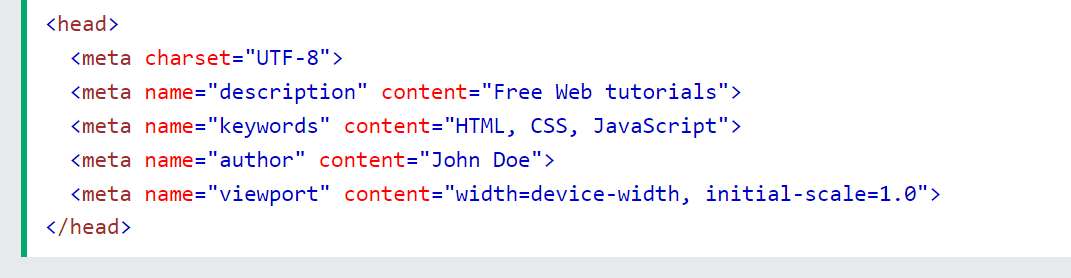 <head>
  <meta charset="UTF-8">
  <meta name="description" content="Free Web tutorials">
  <meta name="keywords" content="HTML, CSS, JavaScript">
  <meta name="author" content="John Doe">
  <meta name="viewport" content="width=device-width, initial-scale=1.0">
</head>